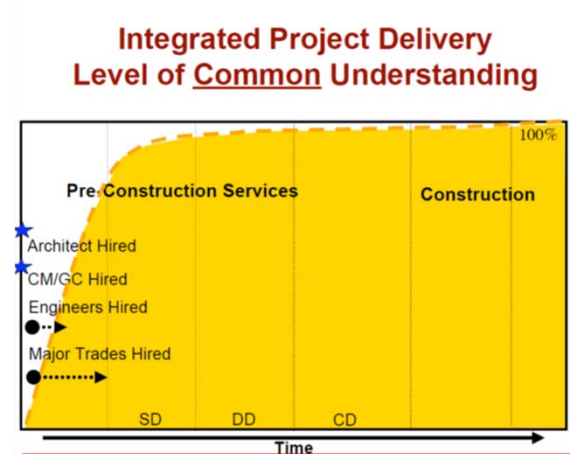 Integrated Project Delivery
Level of Common Understanding
100%
Pre-Construction Services
Construction
Architect Hired
CM/GC Hired
Engineers Hired
Major Trades Hired
SD DD CD
Time